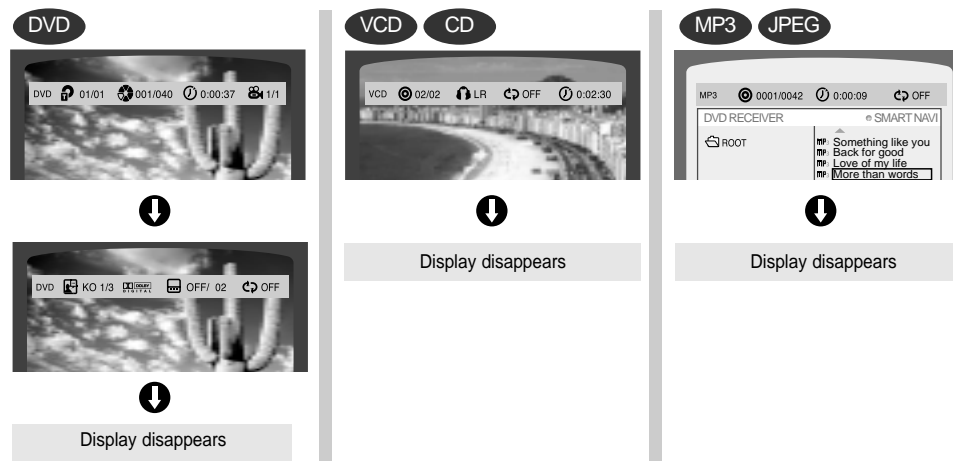 DVD
DVD 01/01 001/040 0:00:37 1/1
DVD KO 1/3 DOLBY DIGITAL OFF/ 02 OFF
Display disappears
VCD CD
VCD 02/02 LR OFF 0:02:30
Display disappears
MP3 JPEG
MP3 0001/0042 0:00:09 OFF
DVD RECEIVER SMART NAVI
ROOT
Something like you
Back for good
Love of my life
More than words
Display disappears